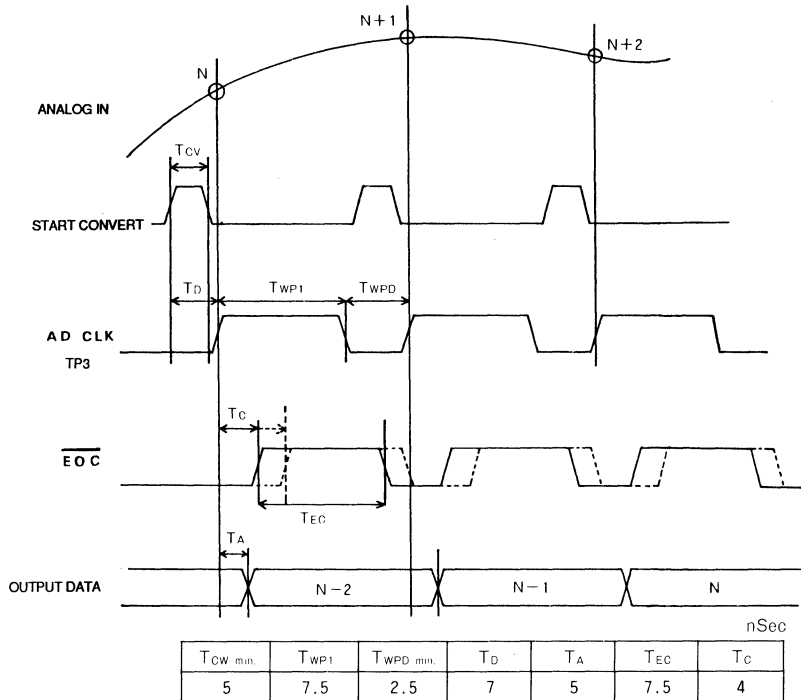 N+1
N+2
N
ANALOG IN
TCV
START CONVERT
TD TWP1 TWPD
AD CLK
TP3
TC
EOC
TEC
TA
OUTPUT DATA N-2 N-1 N
nSec
TCW min. TWP1 TWPD min. TD TA TEC TC
5 7.5 2.5 7 5 7.5 4